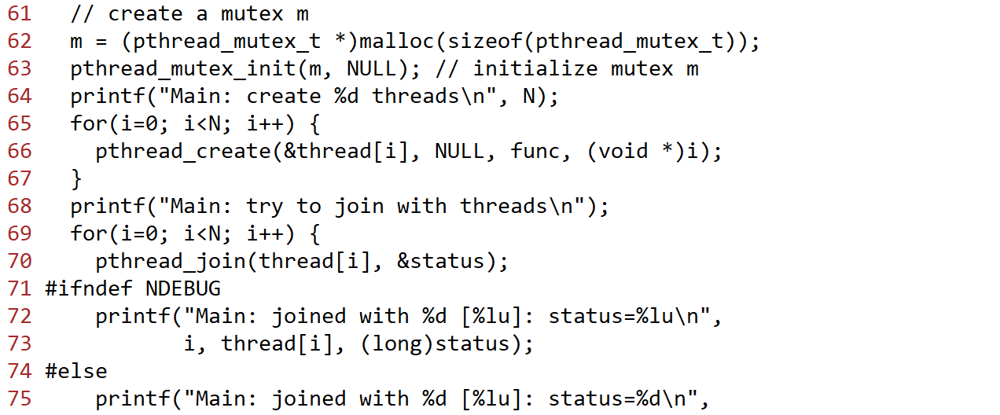 61   // create a mutex m
62   m = (pthread_mutex_t *)malloc(sizeof(pthread_mutex_t));
63   pthread_mutex_init(m, NULL); // initialize mutex m
64   printf("Main: create %d threads\n", N);
65   for(i=0; i<N; i++) {
66     pthread_create(&thread[i], NULL, func, (void *)i);
67   }
68   printf("Main: try to join with threads\n");
69   for(i=0; i<N; i++) {
70     pthread_join(thread[i], &status);
71 #ifndef NDEBUG
72     printf("Main: joined with %d [%lu]: status=%lu\n",
73            i, thread[i], (long)status);
74 #else
75     printf("Main: joined with %d [%lu]: status=%d\n",